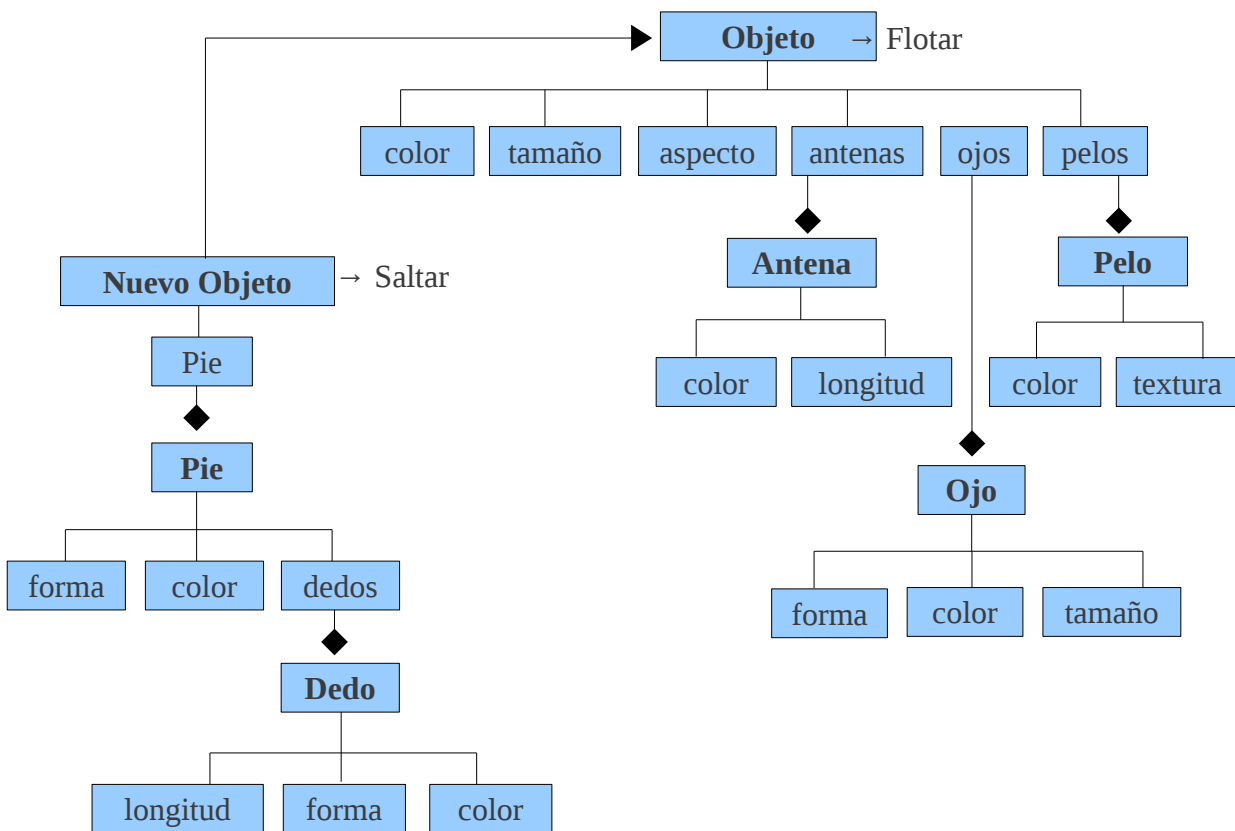 Objeto → Flotar
color tamaño aspecto antenas ojos pelos
Antena Pelo
Nuevo Objeto → Saltar
Pie
color longitud color textura
Pie
Ojo
forma color dedos
forma color tamaño
Dedo
longitud forma color